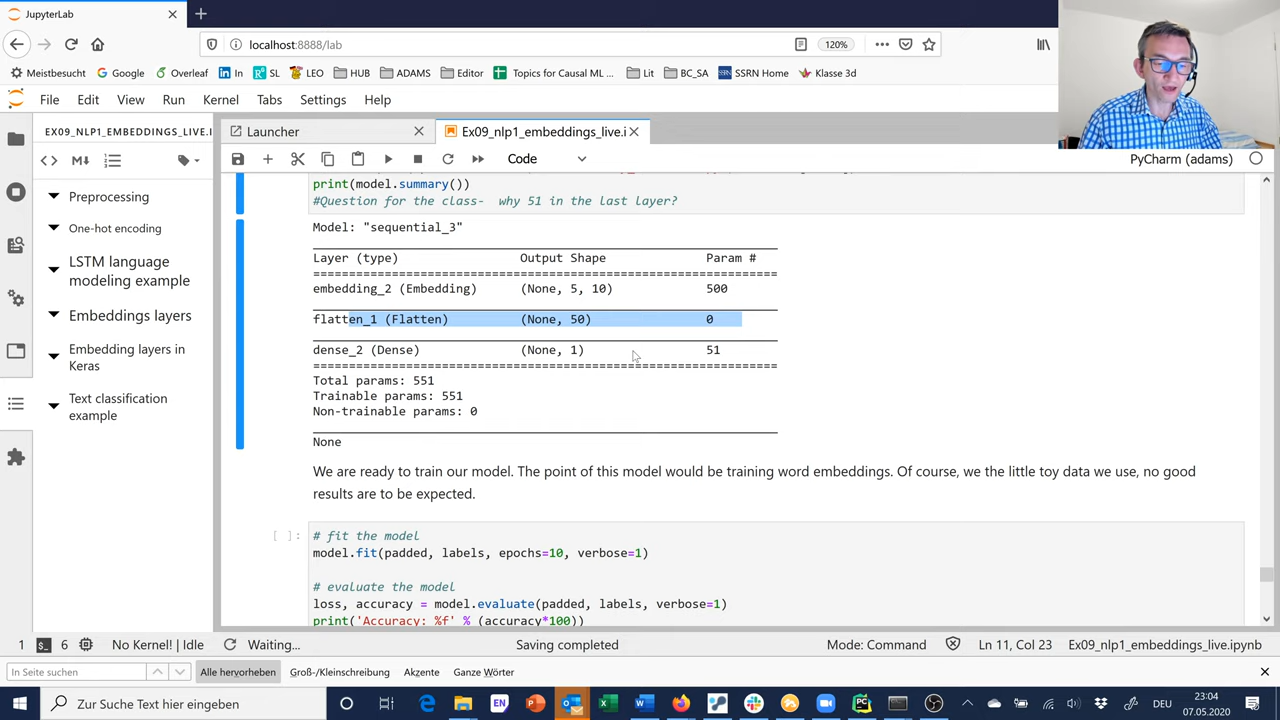 JupyterLab
localhost:8888/lab
120%
Meistbesucht
Google
Overleaf
In
SL
LEO
HUB
ADAMS
Editor
Topics for Causal ML ...
Lit
BC_SA
SSRN Home
Klasse 3d
File Edit View Run Kernel Tabs Settings Help
EX09_NLP1_EMBEDDINGS_LIVE.I
Launcher
Ex09_nlp1_embeddings_live.i
Code
PyCharm (adams)
Preprocessing
One-hot encoding
LSTM language
modeling example
Embeddings layers
Embedding layers in
Keras
Text classification
example
print(model.summary())
#Question for the class- why 51 in the last layer?
Model: "sequential_3"
Layer (type) Output Shape Param #
=================================================================
embedding_2 (Embedding) (None, 5, 10) 500
flatten_1 (Flatten) (None, 50) 0
dense_2 (Dense) (None, 1) 51
=================================================================
Total params: 551
Trainable params: 551
Non-trainable params: 0
None
We are ready to train our model. The point of this model would be training word embeddings. Of course, we the little toy data we use, no good
results are to be expected.
[ ]:
# fit the model
model.fit(padded, labels, epochs=10, verbose=1)
# evaluate the model
loss, accuracy = model.evaluate(padded, labels, verbose=1)
print('Accuracy: %f' % (accuracy*100))
1 6 No Kernel! | Idle Waiting... Saving completed Mode: Command Ln 11, Col 23 Ex09_nlp1_embeddings_live.ipynb
In Seite suchen Alle hervorheben Groß-/Kleinschreibung Akzente Ganze Wörter
Zur Suche Text hier eingeben
EN
DEU
23:04
07.05.2020